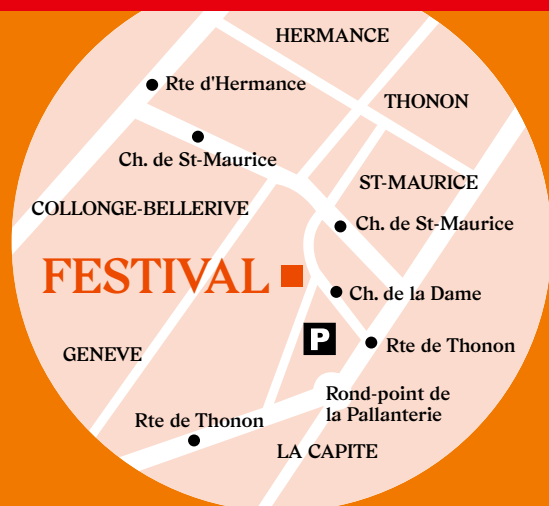 HERMANCE
Rte d'Hermance
THONON
Ch. de St-Maurice
ST-MAURICE
COLLONGE-BELLERIVE
Ch. de St-Maurice
FESTIVAL
Ch. de la Dame
P
Rte de Thonon
GENEVE
Rond-point de
la Pallanterie
Rte de Thonon
LA CAPITE